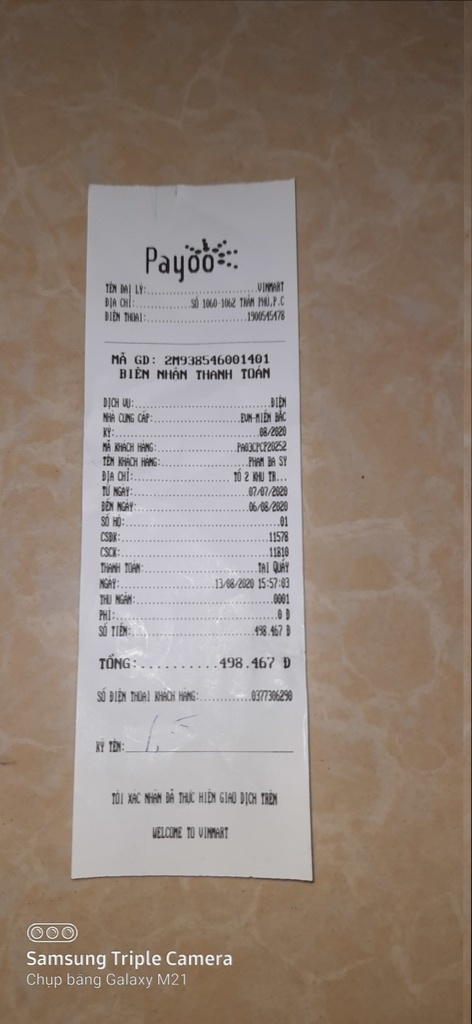 Payoo
TÊN ĐẠI LÝ:..........VINMART
ĐỊA CHỈ:..........SỐ 1060-1062 TRẦN PHÚ,P.C
ĐIỆN THOẠI:..........1900545478
MÃ GD: 2M938546001401
BIÊN NHẬN THANH TOÁN
DỊCH VỤ:..........ĐIỆN
NHÀ CUNG CẤP:..........EVN-MIỀN BẮC
KỲ:..........08/2020
MÃ KHÁCH HÀNG:..........PA03CPCP20252
TÊN KHÁCH HÀNG:..........PHẠM BA SY
ĐỊA CHỈ:..........TỔ 2 KHU TR...
TỪ NGÀY:..........07/07/2020
ĐẾN NGÀY:..........06/08/2020
SỐ HỘ:..........01
CSĐK:..........11578
CSCK:..........11810
THANH TOÁN:..........TẠI QUẦY
NGÀY:..........13/08/2020 15:57:03
THU NGÂN:..........0001
PHÍ:..........0 Đ
SỐ TIỀN:..........498.467 Đ
TỔNG:..........498.467 Đ
SỐ ĐIỆN THOẠI KHÁCH HÀNG:..........0377306290
KÝ TÊN:
TÔI XÁC NHẬN ĐÃ THỰC HIỆN GIAO DỊCH TRÊN
WELCOME TO VINMART
Samsung Triple Camera
Chụp bằng Galaxy M21